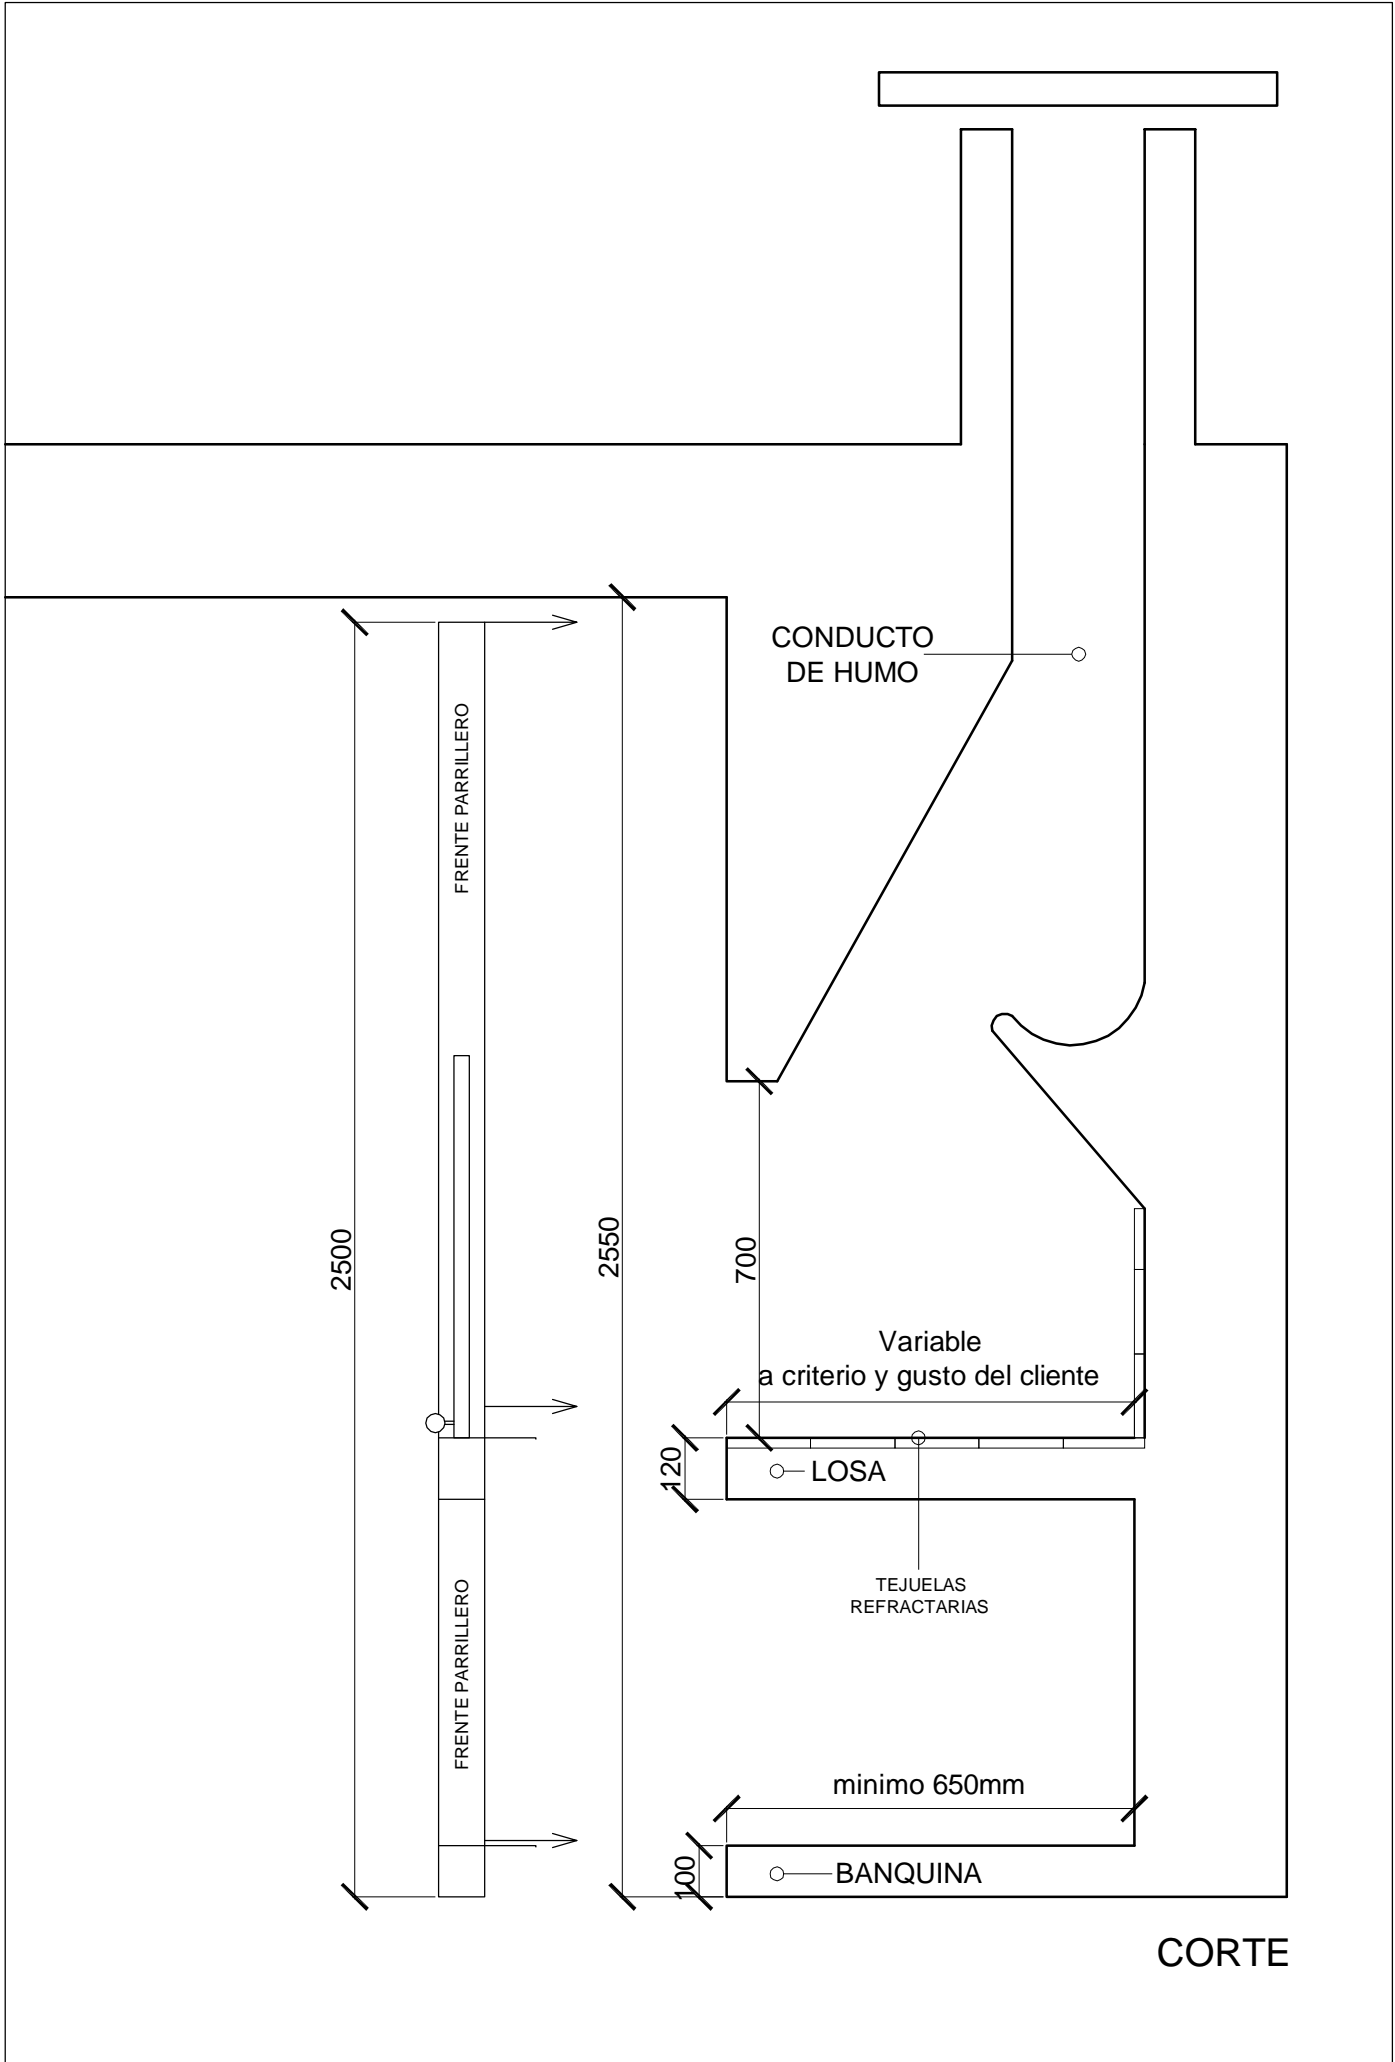 CONDUCTO
DE HUMO
FRENTE PARRILLERO
2500
2550
700
Variable
a criterio y gusto del cliente
120
LOSA
TEJUELAS
REFRACTARIAS
FRENTE PARRILLERO
minimo 650mm
100
BANQUINA
CORTE